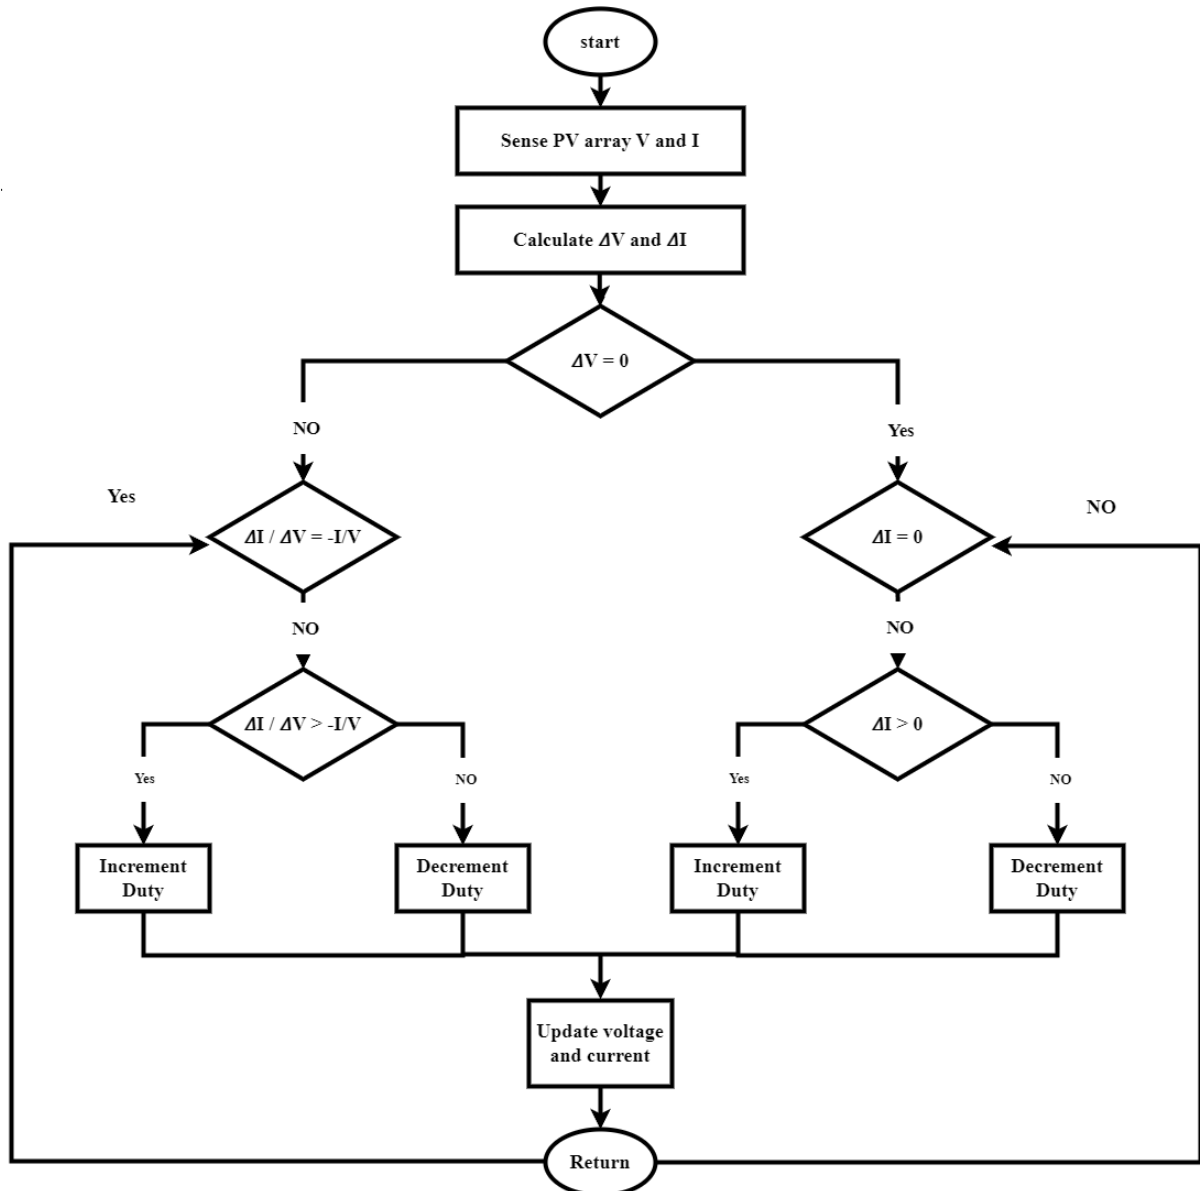 start
Sense PV array V and I
Calculate ΔV and ΔI
ΔV = 0
NO
Yes
Yes
ΔI / ΔV = -I/V
ΔI = 0
NO
NO
NO
ΔI / ΔV > -I/V
ΔI > 0
Yes
NO
Yes
NO
Increment
Duty
Decrement
Duty
Increment
Duty
Decrement
Duty
Update voltage
and current
Return